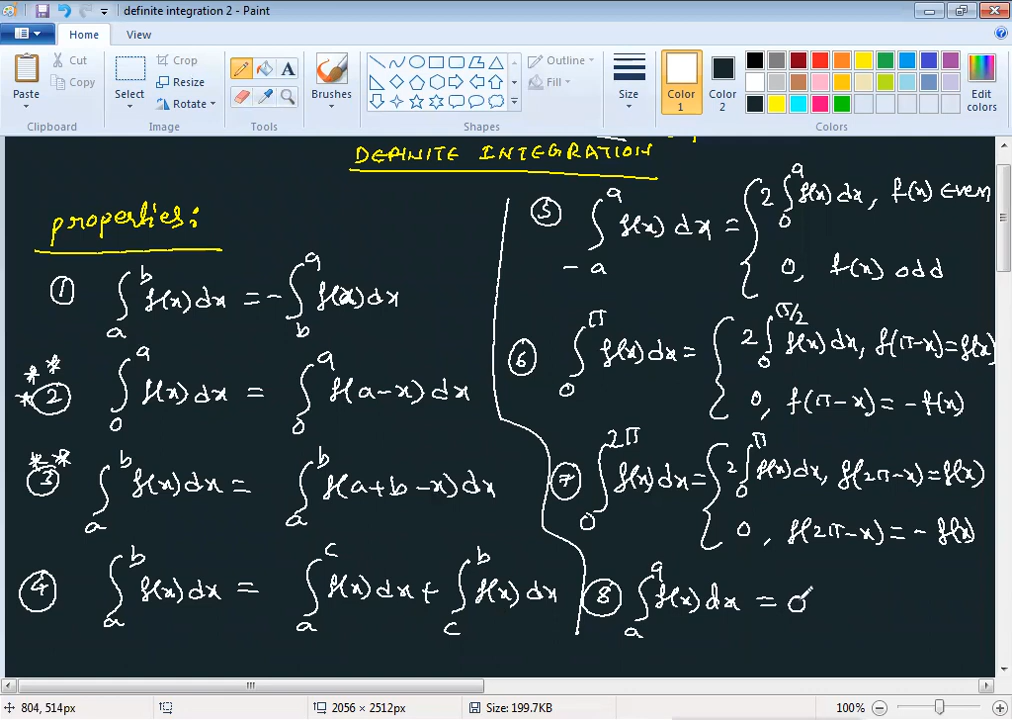 definite integration 2 - Paint
Home View
Paste
Cut
Copy
Clipboard
Select
Crop
Resize
Rotate
Image
A
Tools
Brushes
Shapes
Outline
Fill
Size
Color 1
Color 2
Edit colors
Colors
DEFINITE INTEGRATION
properties:
① ∫_a^b f(x) dx = - ∫_b^a f(x) dx
*** ② ∫_0^a f(x) dx = ∫_0^a f(a-x) dx
** ③ ∫_a^b f(x) dx = ∫_a^b f(a+b-x) dx
④ ∫_a^b f(x) dx = ∫_a^c f(x) dx + ∫_c^b f(x) dx
⑤ ∫_{-a}^a f(x) dx = { 2 ∫_0^a f(x) dx, f(x) even
0, f(x) odd
⑥ ∫_0^π f(x) dx = { 2 ∫_0^{π/2} f(x) dx, f(π-x) = f(x)
0, f(π-x) = - f(x)
⑦ ∫_0^{2π} f(x) dx = { 2 ∫_0^π f(x) dx, f(2π-x) = f(x)
0, f(2π-x) = - f(x)
⑧ ∫_a^a f(x) dx = 0
804, 514px
2056 × 2512px
Size: 199.7KB
100%